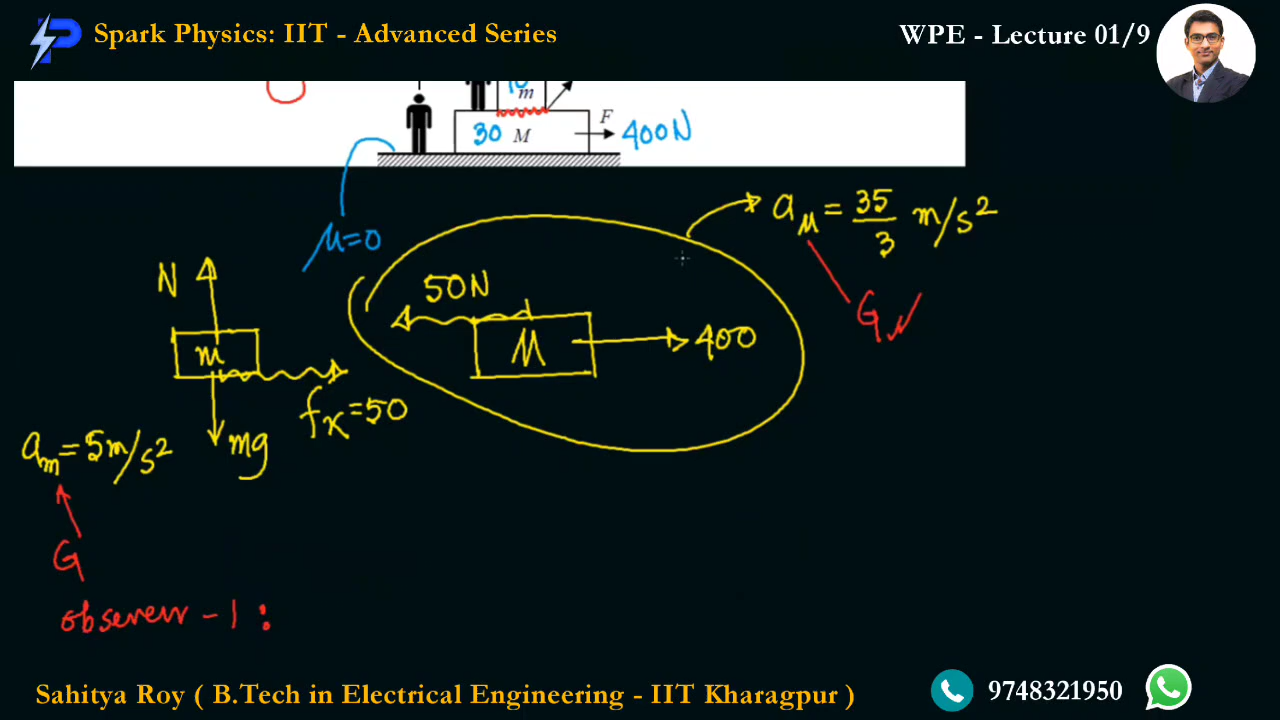 Spark Physics: IIT - Advanced Series
WPE - Lecture 01/9
10
m
30 M
F
400N
μ=0
a_M = 35/3 m/s²
G✓
N
50N
m
M
400
f_K=50
mg
a_m = 5m/s²
G
observer - 1 :
Sahitya Roy ( B.Tech in Electrical Engineering - IIT Kharagpur )
9748321950